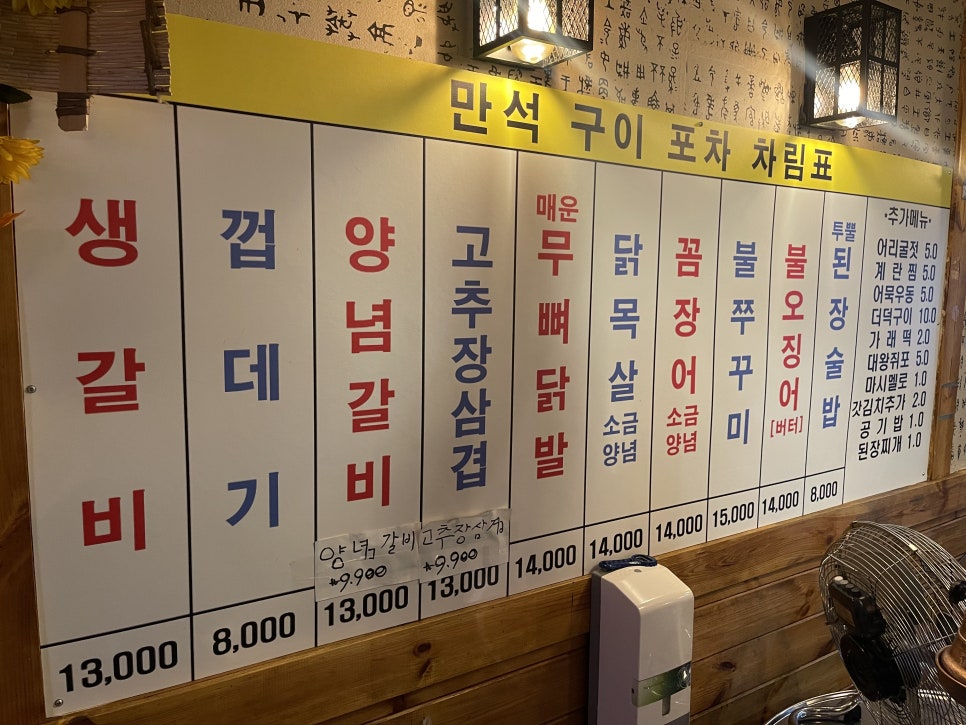 만석 구이 포차 차림표
생갈비
13,000
껍데기
8,000
양념갈비
양념갈비
₩9.900
13,000
고추장삼겹
고추장삼겹
₩9.900
13,000
매운
무뼈닭발
14,000
닭목살
소금
양념
14,000
꼼장어
소금
양념
14,000
불쭈꾸미
15,000
불오징어
[버터]
14,000
투뿔
된장술밥
8,000
·추가메뉴·
어리굴젓 5.0
계란찜 5.0
어묵우동 5.0
더덕구이 10.0
가래떡 2.0
대왕쥐포 5.0
마시멜로 1.0
갓김치추가 2.0
공기밥 1.0
된장찌개 1.0